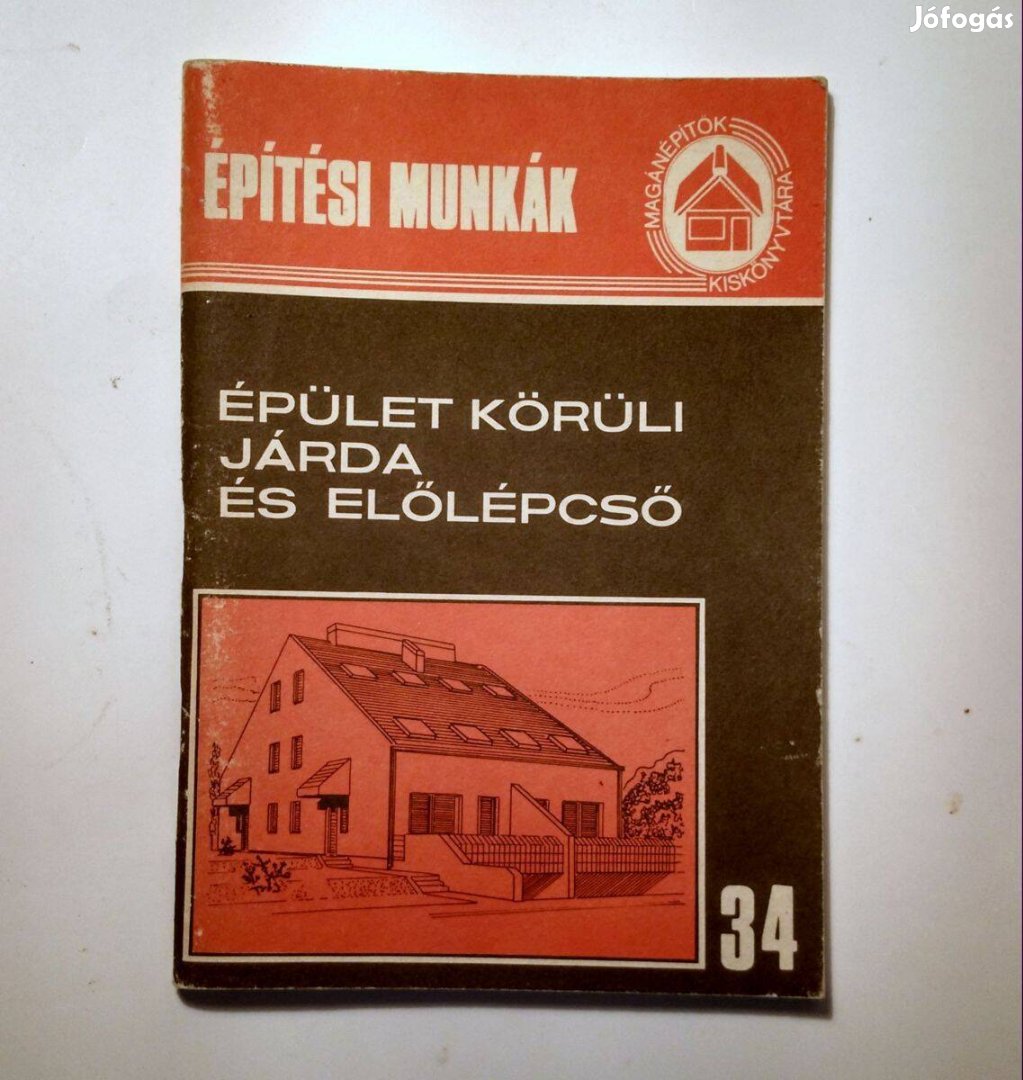 Jófogás
ÉPÍTÉSI MUNKÁK
MAGÁNÉPÍTŐK
KISKÖNYVTÁRA
ÉPÜLET KÖRÜLI
JÁRDA
ÉS ELŐLÉPCSŐ
34